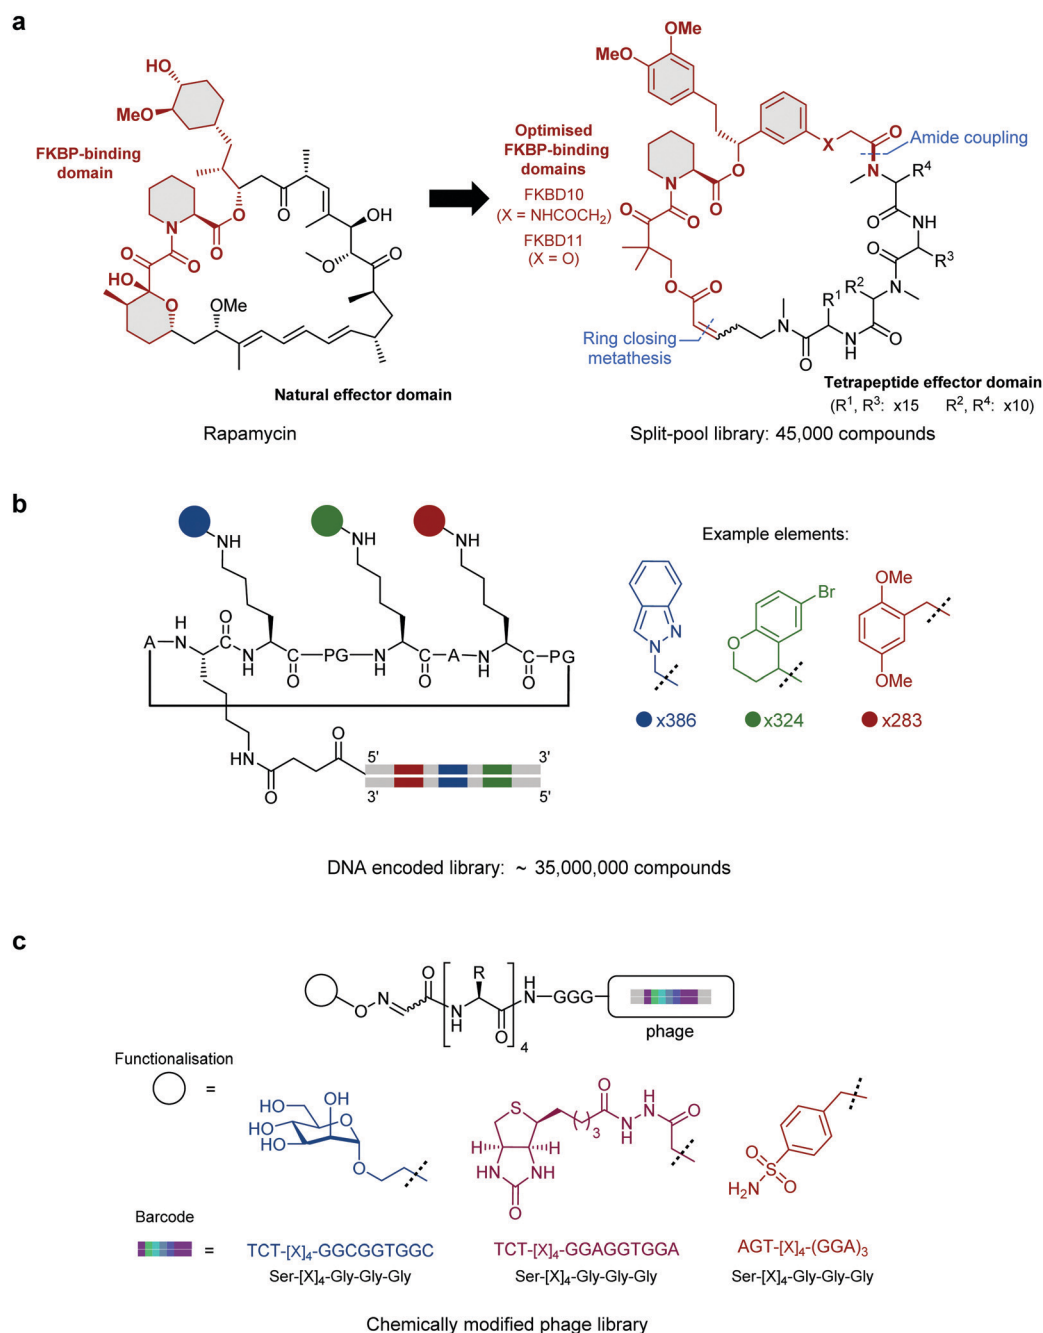 a
HO
MeO
FKBP-binding
domain
N
O
O
O
O
HO
O
O
OH
O
O
OMe
Natural effector domain
Rapamycin
OMe
MeO
Optimised
FKBP-binding
domains
FKBD10
(X = NHCOCH₂)
FKBD11
(X = O)
N
O
O
O
O
O
O
X
O
Amide coupling
N
R⁴
O
NH
O
R³
N
R²
R¹
O
N
H
O
N
Ring closing
metathesis
Tetrapeptide effector domain
(R¹, R³: x15 R², R⁴: x10)
Split-pool library: 45,000 compounds
b
NH
NH
NH
A
H
N
O
N
H
O
PG
N
H
O
A
N
H
O
PG
HN
O
O
5'
3'
3'
5'
Example elements:
N
N
Br
O
OMe
OMe
x386
x324
x283
DNA encoded library: ~ 35,000,000 compounds
c
O
N
O
N
H
R
O
4
H
N
GGG
phage
Functionalisation
=
HO
OH
HO
HO
O
O
S
H
H
HN
NH
O
3
O
N
H
H
N
O
O
S
O
H₂N
Barcode
=
TCT-[X]₄-GGCGGTGGC
Ser-[X]₄-Gly-Gly-Gly
TCT-[X]₄-GGAGGTGGA
Ser-[X]₄-Gly-Gly-Gly
AGT-[X]₄-(GGA)₃
Ser-[X]₄-Gly-Gly-Gly
Chemically modified phage library